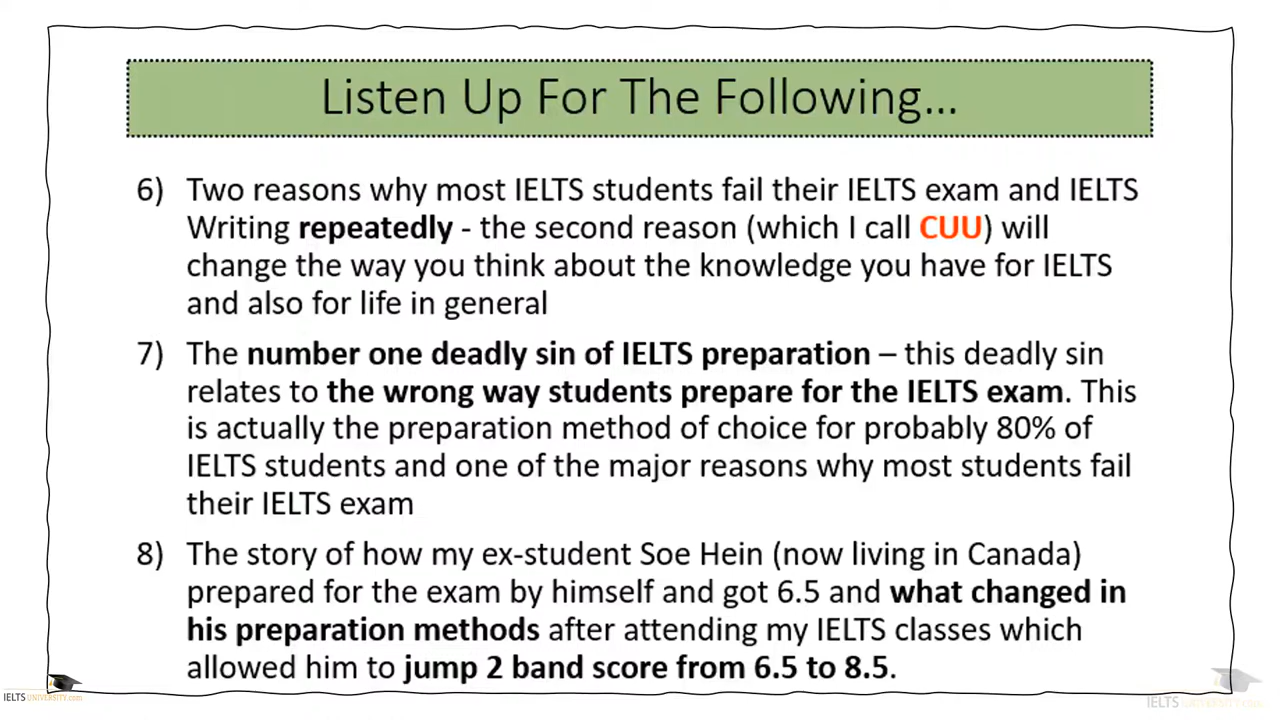 Listen Up For The Following...
6) Two reasons why most IELTS students fail their IELTS exam and IELTS
Writing repeatedly - the second reason (which I call CUU) will
change the way you think about the knowledge you have for IELTS
and also for life in general
7) The number one deadly sin of IELTS preparation – this deadly sin
relates to the wrong way students prepare for the IELTS exam. This
is actually the preparation method of choice for probably 80% of
IELTS students and one of the major reasons why most students fail
their IELTS exam
8) The story of how my ex-student Soe Hein (now living in Canada)
prepared for the exam by himself and got 6.5 and what changed in
his preparation methods after attending my IELTS classes which
allowed him to jump 2 band score from 6.5 to 8.5.
IELTS UNIVERSITY.com
IELTS UNIVERSITY.com